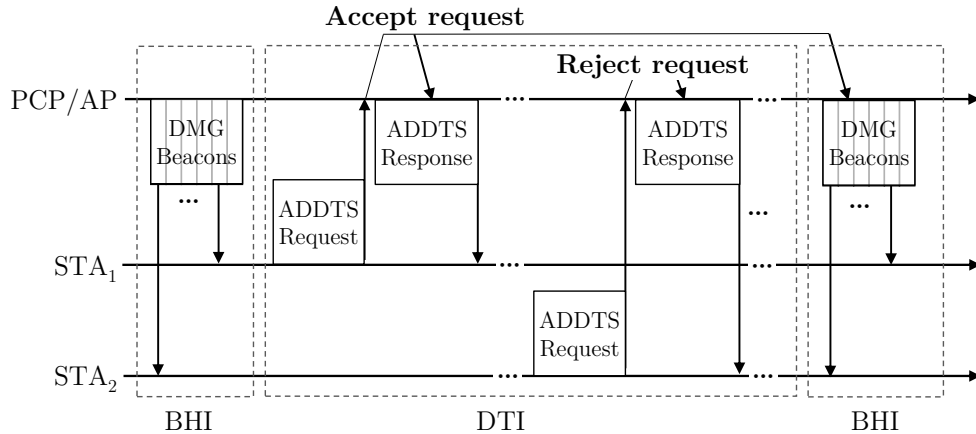 Accept request
Reject request
PCP/AP
DMG
Beacons
...
ADDTS
Response
...
ADDTS
Response
...
DMG
Beacons
...
ADDTS
Request
...
STA1
...
...
ADDTS
Request
STA2
...
...
BHI
DTI
BHI